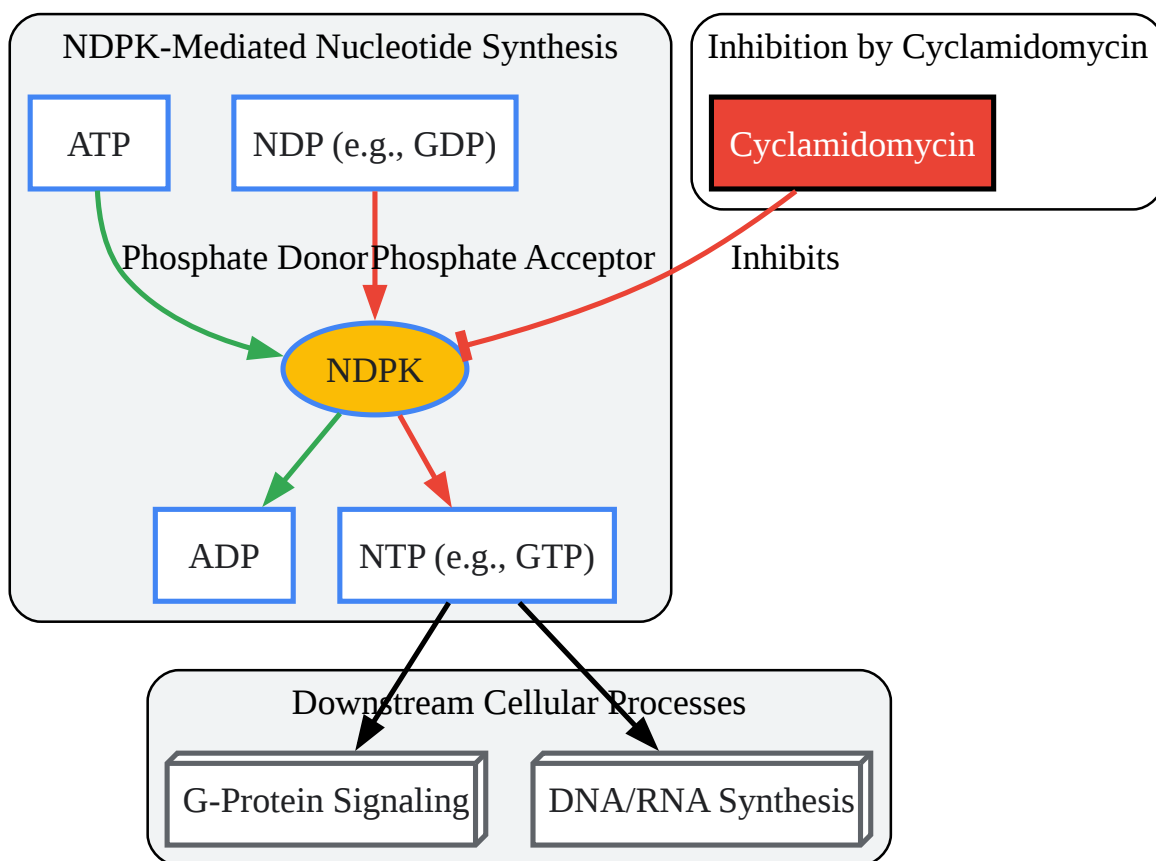 NDPK-Mediated Nucleotide Synthesis
Inhibition by Cyclamidomycin
ATP
NDP (e.g., GDP)
Cyclamidomycin
Phosphate Donor
Phosphate Acceptor
Inhibits
NDPK
ADP
NTP (e.g., GTP)
Downstream Cellular Processes
G-Protein Signaling
DNA/RNA Synthesis